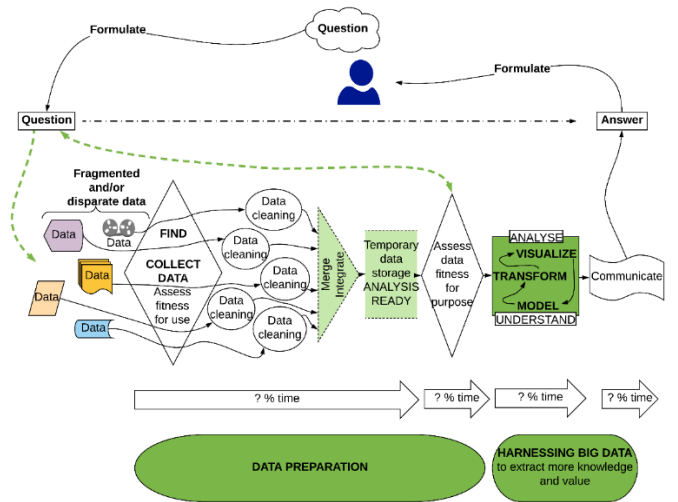 Question
Formulate
Formulate
Question
Answer
Fragmented
and/or
disparate data
Data
Data
Data
Data
Data
FIND
COLLECT
DATA
Assess
fitness
for use
Data
cleaning
Data
cleaning
Data
cleaning
Data
cleaning
Data
cleaning
Merge
Integrate
Temporary
data
storage
ANALYSIS
READY
Assess
data
fitness
for
purpose
ANALYSE
VISUALIZE
TRANSFORM
MODEL
UNDERSTAND
Communicate
? % time
? % time
? % time
? % time
DATA PREPARATION
HARNESSING BIG DATA
to extract more knowledge
and value